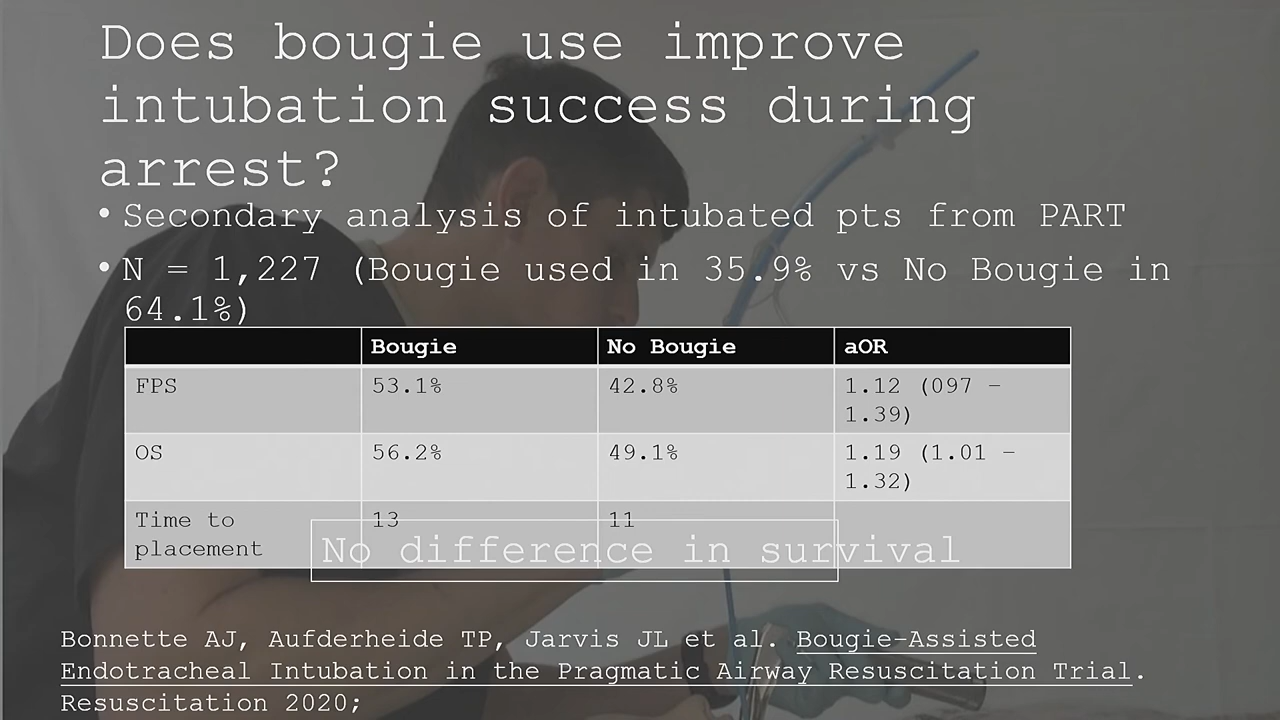 Does bougie use improve
intubation success during
arrest?
• Secondary analysis of intubated pts from PART
• N = 1,227 (Bougie used in 35.9% vs No Bougie in
64.1%)
Bougie No Bougie aOR
FPS 53.1% 42.8% 1.12 (097 –
1.39)
OS 56.2% 49.1% 1.19 (1.01 –
1.32)
Time to 13 11
placement
No difference in survival
Bonnette AJ, Aufderheide TP, Jarvis JL et al. Bougie-Assisted
Endotracheal Intubation in the Pragmatic Airway Resuscitation Trial.
Resuscitation 2020;